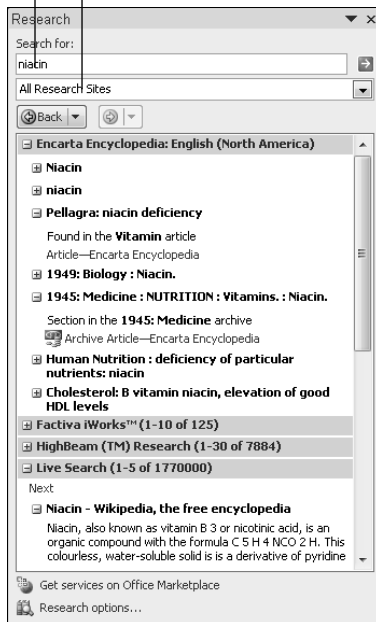 Research
Search for:
niacin
All Research Sites
Back
Encarta Encyclopedia: English (North America)
Niacin
niacin
Pellagra: niacin deficiency
Found in the Vitamin article
Article—Encarta Encyclopedia
1949: Biology : Niacin.
1945: Medicine : NUTRITION : Vitamins. : Niacin.
Section in the 1945: Medicine archive
Archive Article—Encarta Encyclopedia
Human Nutrition : deficiency of particular
nutrients: niacin
Cholesterol: B vitamin niacin, elevation of good
HDL levels
Factiva iWorks™ (1-10 of 125)
HighBeam (TM) Research (1-30 of 7884)
Live Search (1-5 of 1770000)
Next
Niacin - Wikipedia, the free encyclopedia
Niacin, also known as vitamin B 3 or nicotinic acid, is an
organic compound with the formula C 5 H 4 NCO 2 H. This
colourless, water-soluble solid is is a derivative of pyridine
Get services on Office Marketplace
Research options...